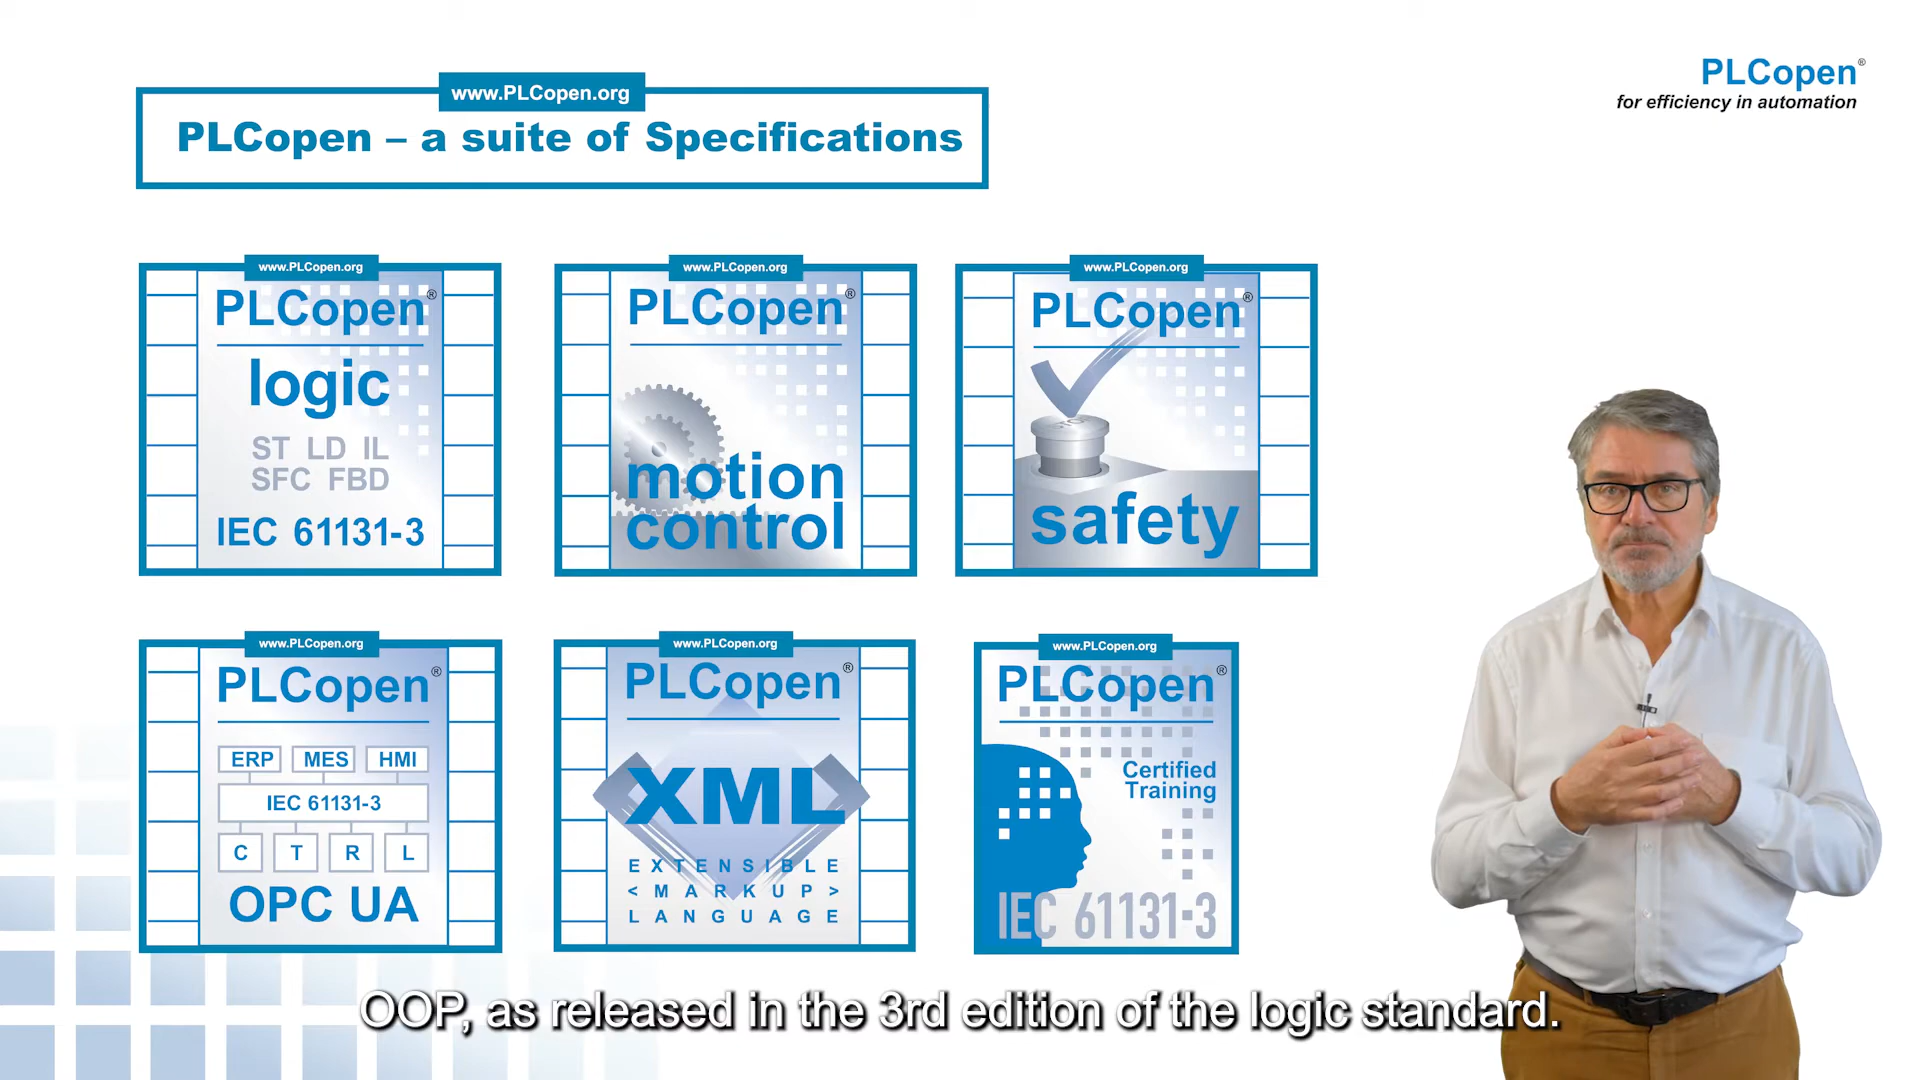 www.PLCopen.org
PLCopen – a suite of Specifications
PLCopen®
for efficiency in automation
www.PLCopen.org
PLCopen®
logic
ST LD IL
SFC FBD
IEC 61131-3
www.PLCopen.org
PLCopen®
motion
control
www.PLCopen.org
PLCopen®
STOP
safety
www.PLCopen.org
PLCopen®
ERP MES HMI
IEC 61131-3
C T R L
OPC UA
www.PLCopen.org
PLCopen®
XML
EXTENSIBLE
<MARKUP>
LANGUAGE
www.PLCopen.org
PLCopen®
Certified
Training
IEC 61131-3
OOP, as released in the 3rd edition of the logic standard.